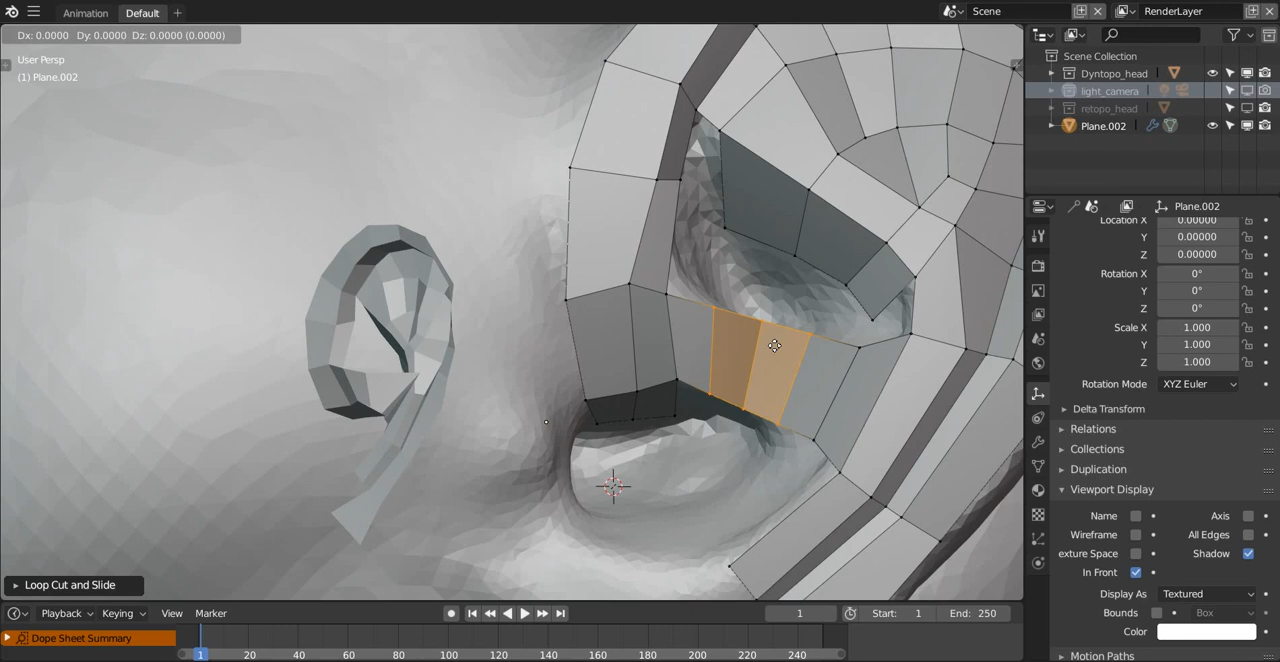 Animation Default Scene RenderLayer
Dx: 0.0000 Dy: 0.0000 Dz: 0.0000 (0.0000)
User Persp
(1) Plane.002
Scene Collection
Dyntopo_head
light_camera
retopo_head
Plane.002
Plane.002
Location X 0.00000
Y 0.00000
Z 0.00000
Rotation X 0°
Y 0°
Z 0°
Scale X 1.000
Y 1.000
Z 1.000
Rotation Mode XYZ Euler
Delta Transform
Relations
Collections
Duplication
Viewport Display
Name Axis
Wireframe All Edges
exture Space Shadow
In Front
Display As Textured
Bounds Box
Color
Motion Paths
Loop Cut and Slide
Playback Keying View Marker 1 Start: 1 End: 250
Dope Sheet Summary
1 20 40 60 80 100 120 140 160 180 200 220 240